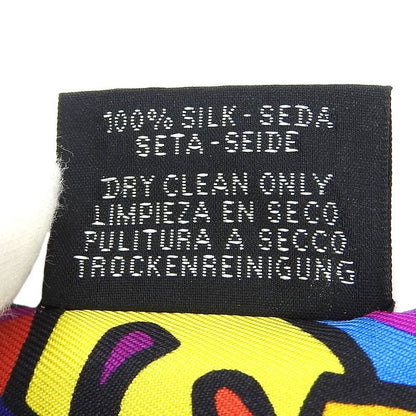 100% SILK-SEDA
SETA-SEIDE
DRY CLEAN ONLY
LIMPIEZA EN SECO
PULITURA A SECCO
TROCKENREINIGUNG